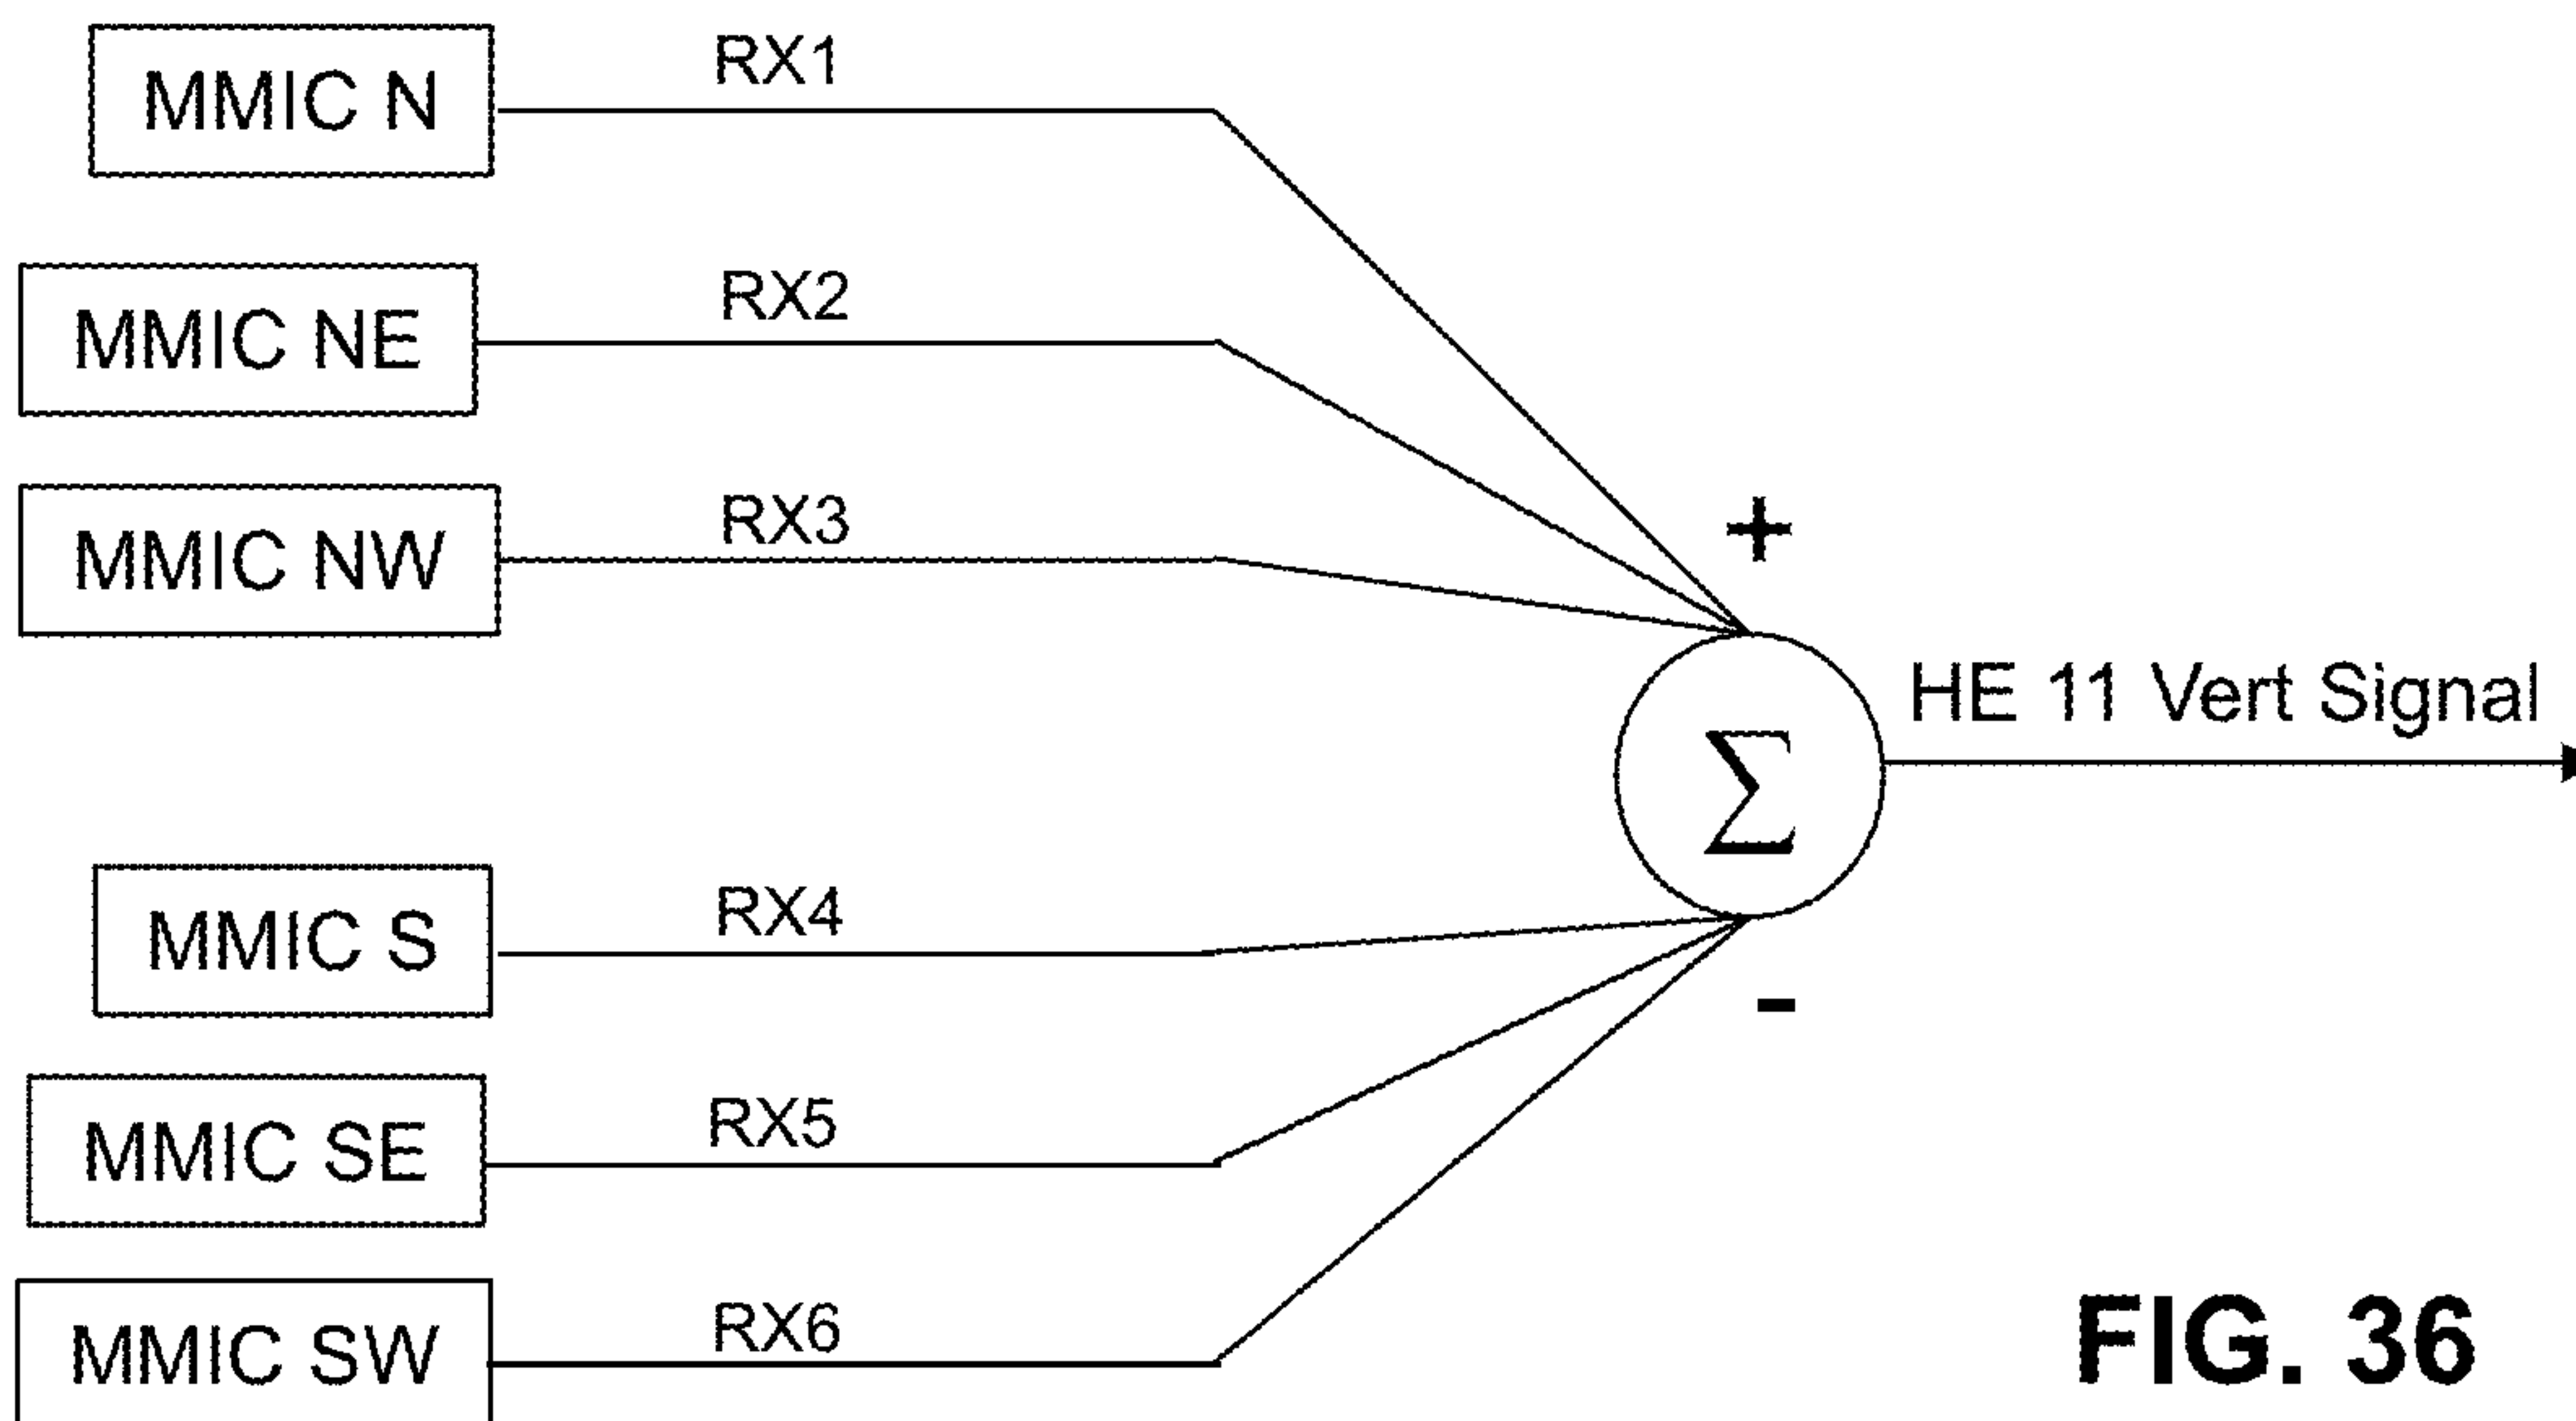 MMIC N
RX1
MMIC NE
RX2
MMIC NW
RX3
+
HE 11 Vert Signal
Σ
MMIC S
RX4
-
MMIC SE
RX5
MMIC SW
RX6
FIG. 36